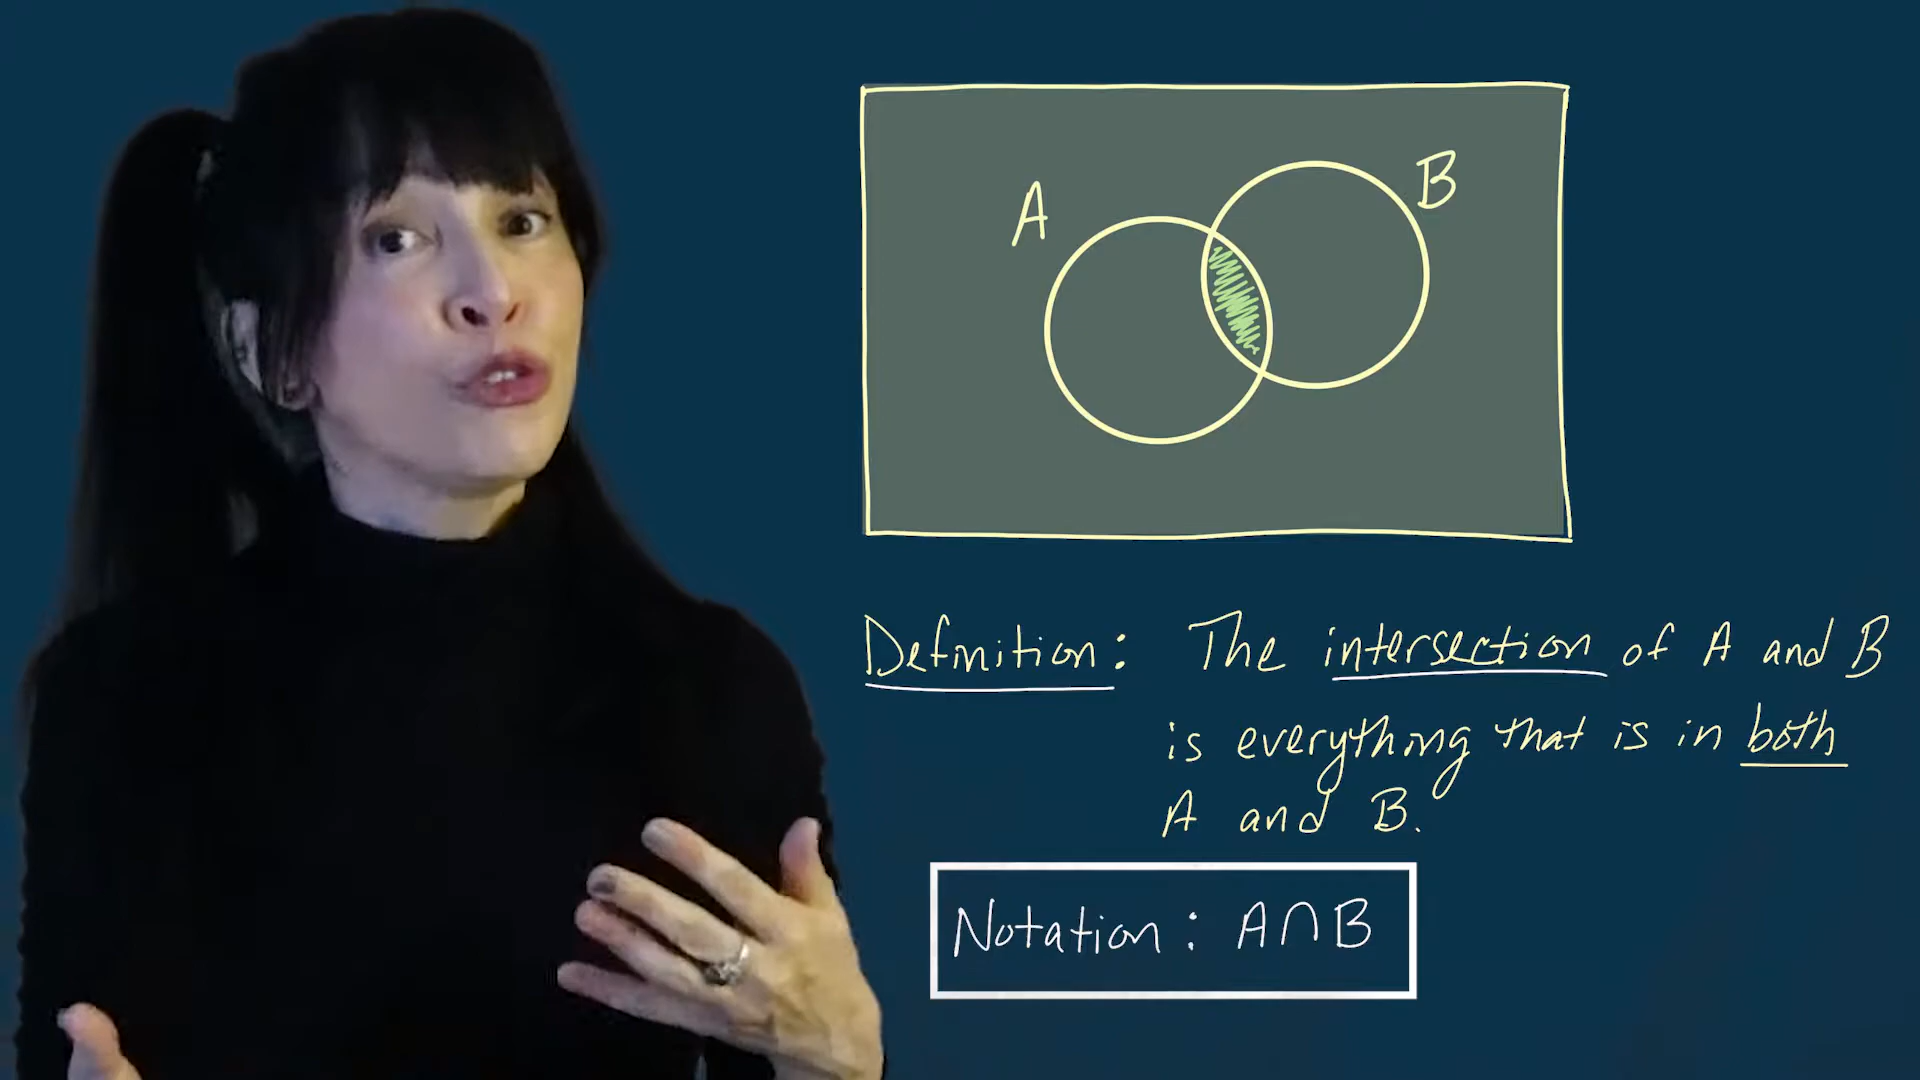 A
B
Definition: The intersection of A and B
is everything that is in both
A and B.
Notation: A∩B